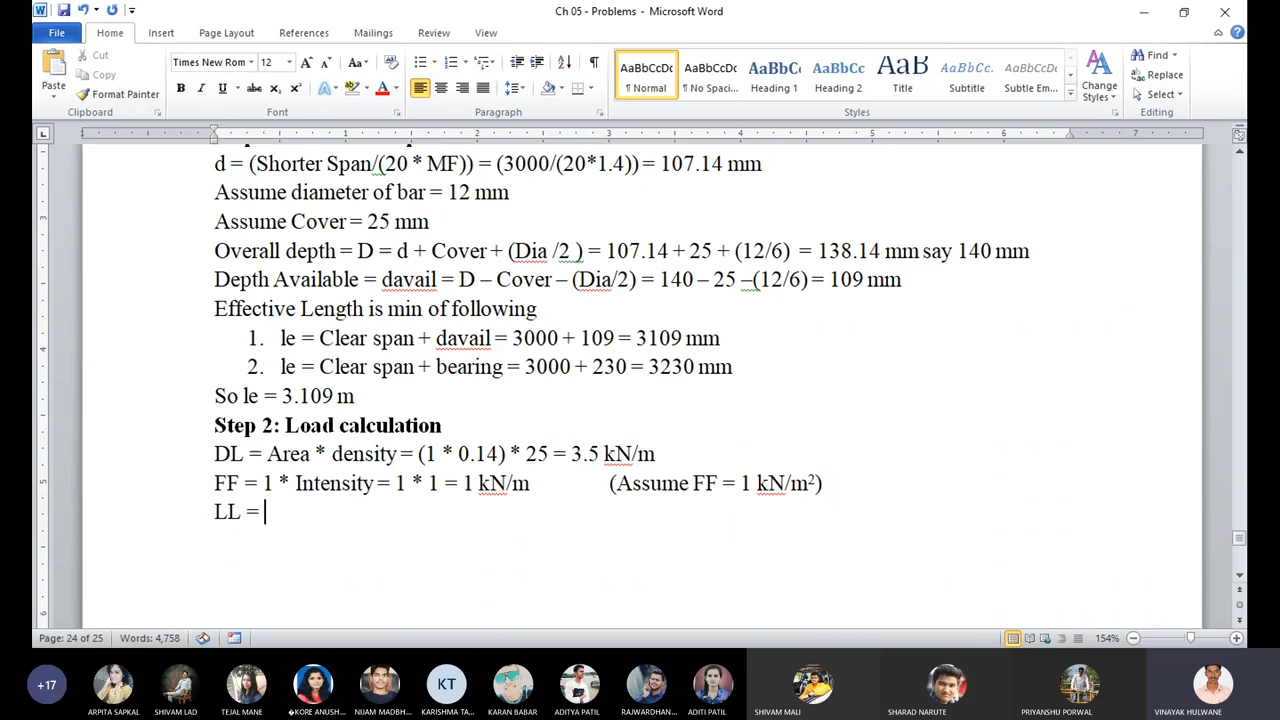 Ch 05 - Problems - Microsoft Word
File Home Insert Page Layout References Mailings Review View
Paste
Cut
Copy
Format Painter
Clipboard
Times New Rom 12
Font
Paragraph
AaBbCcDc AaBbCcDc AaBbCc AaBbCc AaB AaBbCc. AaBbCcDc
¶ Normal ¶ No Spaci... Heading 1 Heading 2 Title Subtitle Subtle Em...
Change Styles
Styles
Find
Replace
Select
Editing
d = (Shorter Span/(20 * MF)) = (3000/(20*1.4)) = 107.14 mm
Assume diameter of bar = 12 mm
Assume Cover = 25 mm
Overall depth = D = d + Cover + (Dia /2 ) = 107.14 + 25 + (12/6) = 138.14 mm say 140 mm
Depth Available = davail = D – Cover – (Dia/2) = 140 – 25 –(12/6) = 109 mm
Effective Length is min of following
1. le = Clear span + davail = 3000 + 109 = 3109 mm
2. le = Clear span + bearing = 3000 + 230 = 3230 mm
So le = 3.109 m
Step 2: Load calculation
DL = Area * density = (1 * 0.14) * 25 = 3.5 kN/m
FF = 1 * Intensity = 1 * 1 = 1 kN/m (Assume FF = 1 kN/m²)
LL =
Page: 24 of 25 Words: 4,758 154%
+17 KT
ARPITA SAPKAL SHIVAM LAD TEJAL MANE �KORE ANUSH... NIJAM MADBH... KARISHMA TA... KARAN BABAR ADITYA PATIL RAJWARDHAN... ADITI PATIL SHIVAM MALI SHARAD NARUTE PRIYANSHU PORWAL VINAYAK HULWANE